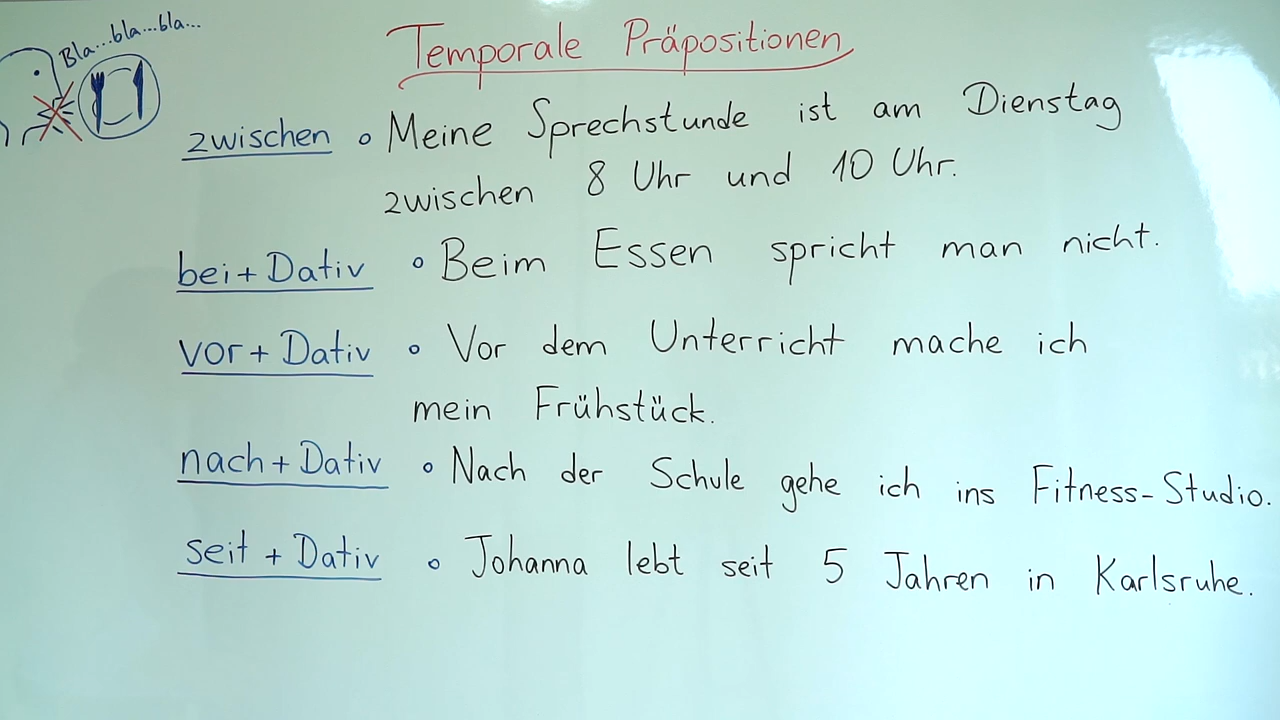 Bla...bla...bla...
Temporale Präpositionen
zwischen ∘ Meine Sprechstunde ist am Dienstag
zwischen 8 Uhr und 10 Uhr.
bei + Dativ ∘ Beim Essen spricht man nicht.
vor + Dativ ∘ Vor dem Unterricht mache ich
mein Frühstück.
nach + Dativ ∘ Nach der Schule gehe ich ins Fitness-Studio.
seit + Dativ ∘ Johanna lebt seit 5 Jahren in Karlsruhe.